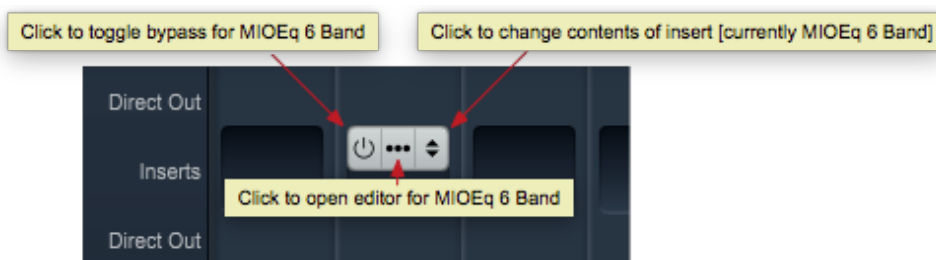 Click to toggle bypass for MIOEq 6 Band
Click to change contents of insert [currently MIOEq 6 Band]
Direct Out
Inserts
Click to open editor for MIOEq 6 Band
Direct Out